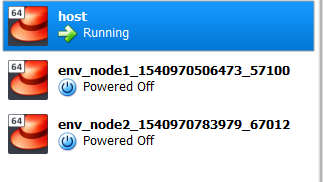 64
host
Running
64
env_node1_1540970506473_57100
Powered Off
64
env_node2_1540970783979_67012
Powered Off